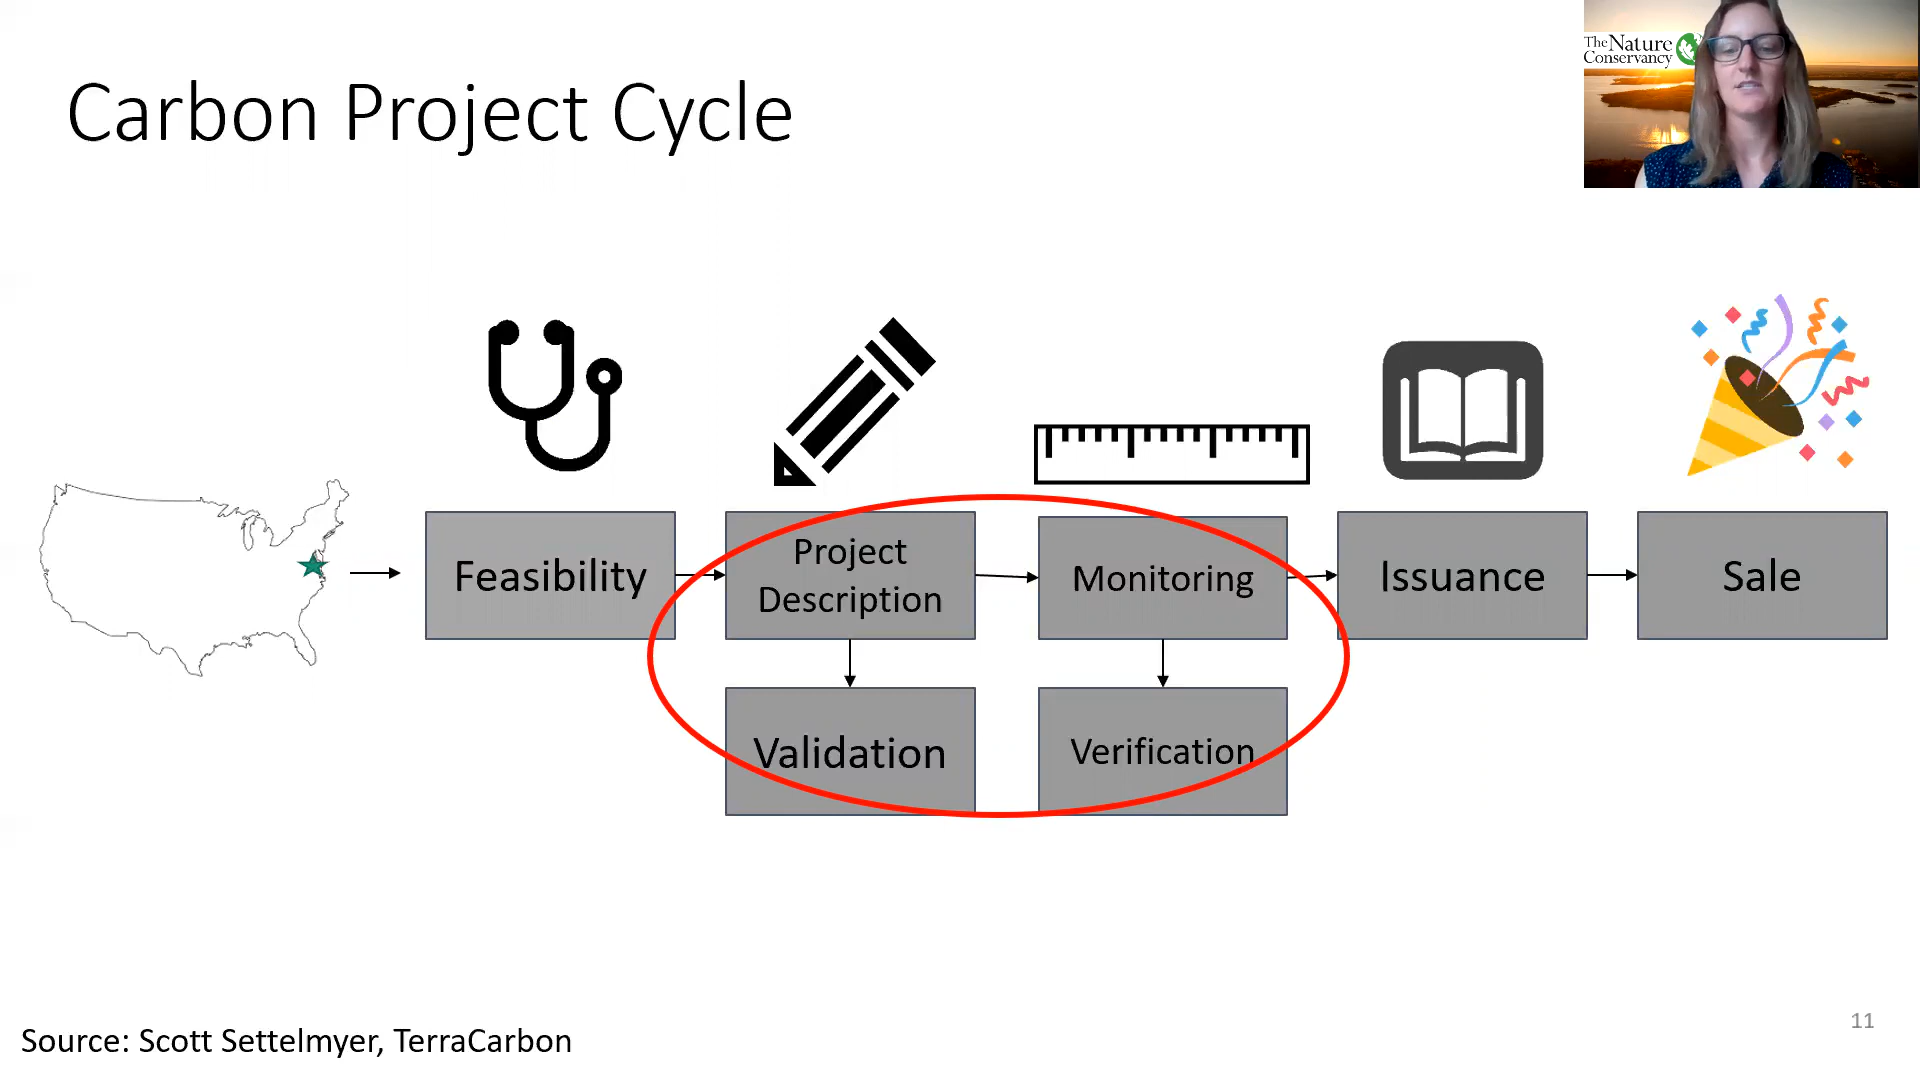 The Nature
Conservancy
Carbon Project Cycle
Feasibility
Project
Description
Monitoring
Issuance
Sale
Validation
Verification
Source: Scott Settelmyer, TerraCarbon
11